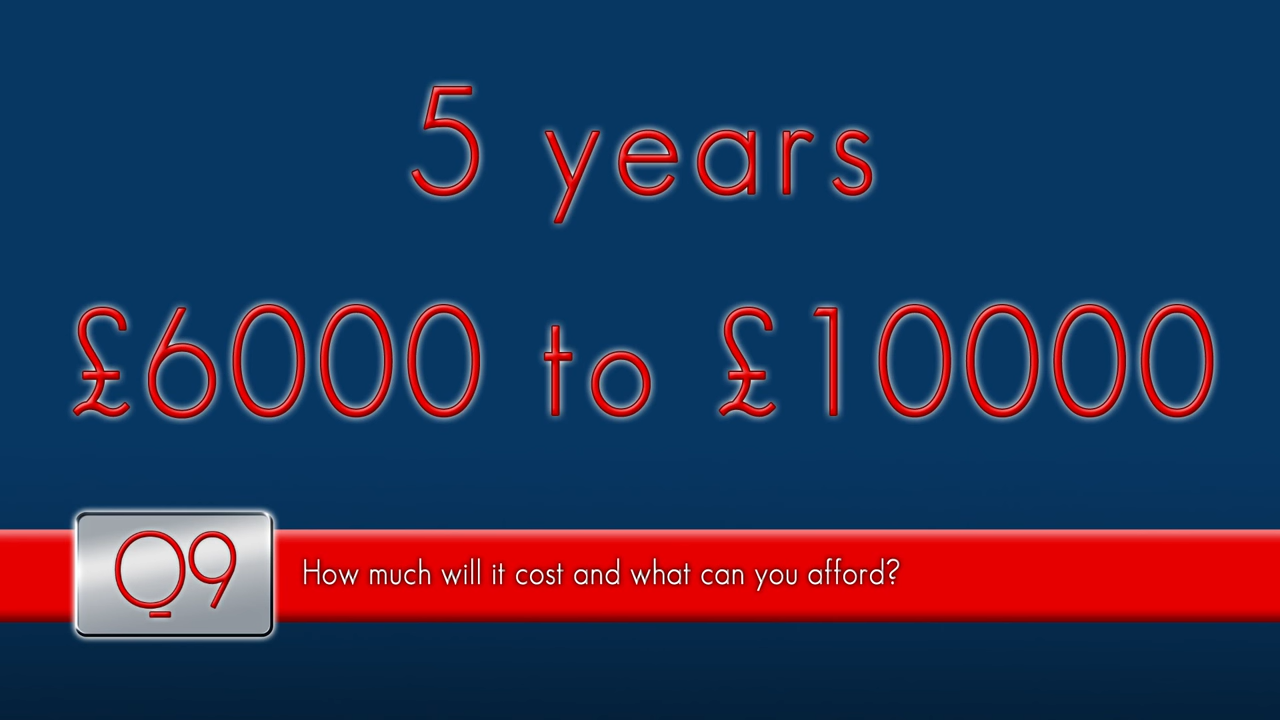 5 years
£6000 to £10000
Q9
How much will it cost and what can you afford?